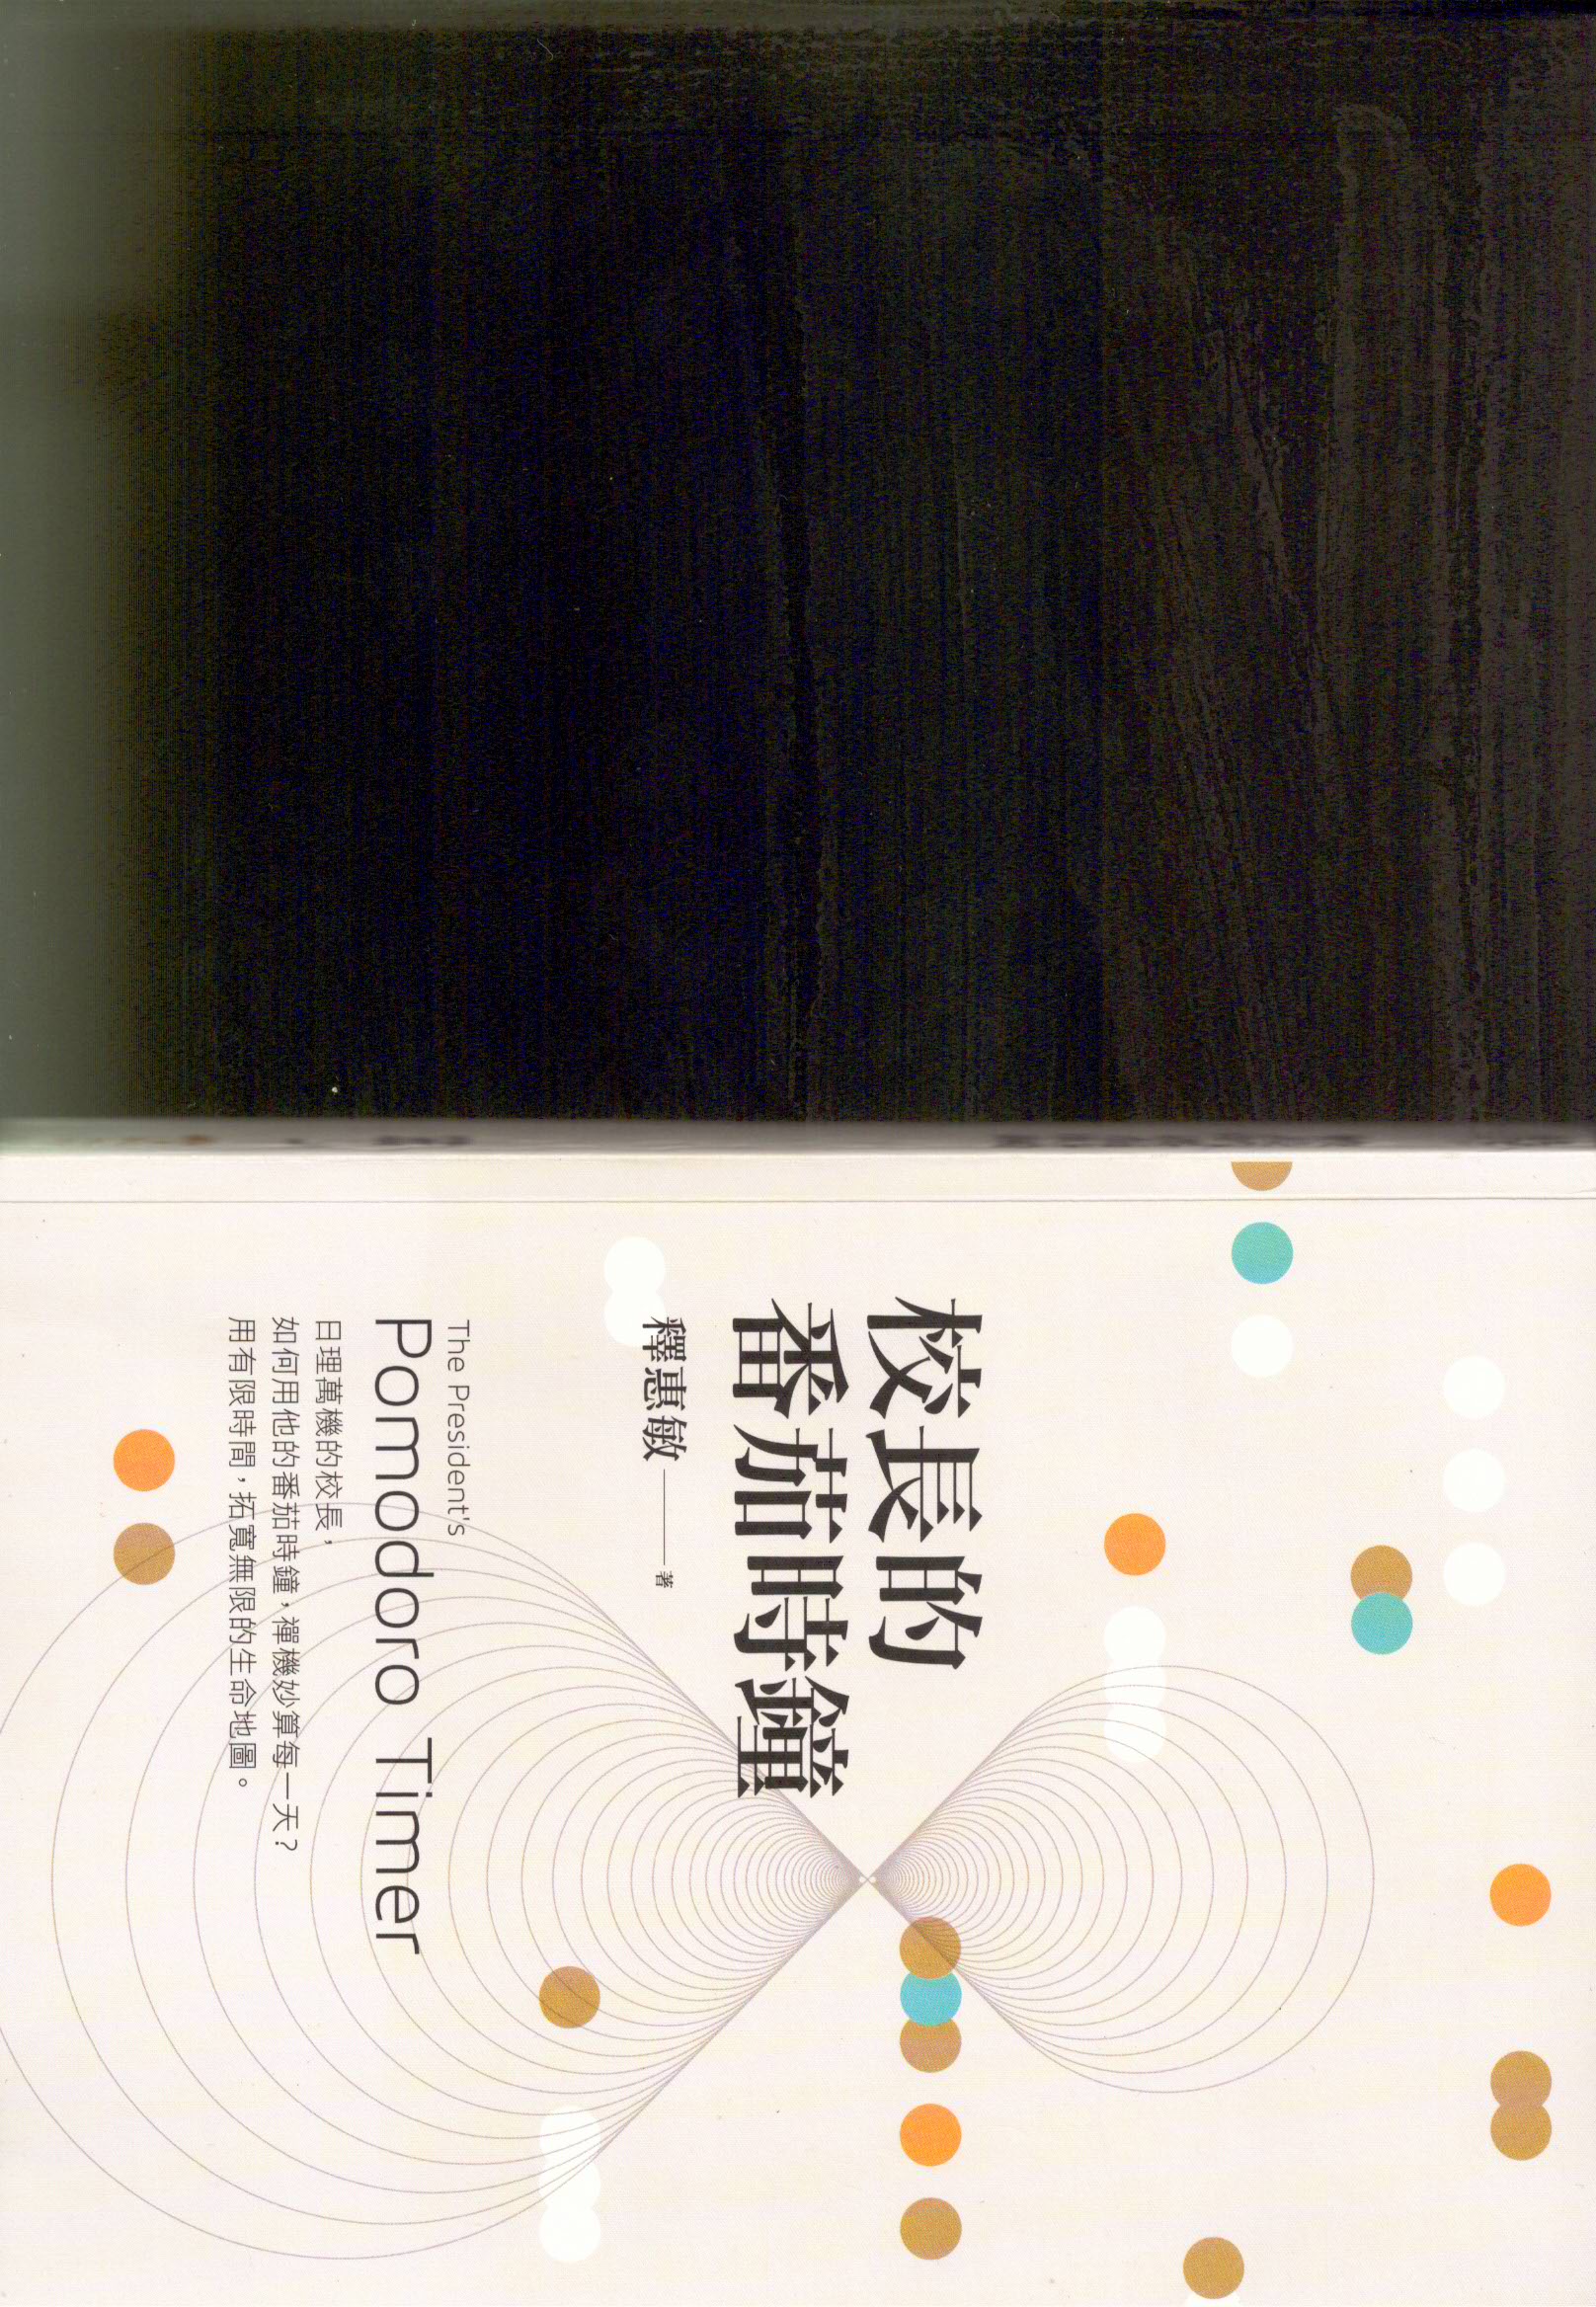 校長的
番茄時鐘
釋惠敏——著
The President's
Pomodoro Timer
日理萬機的校長，
如何用他的番茄時鐘，禪機妙算每一天？
用有限時間，拓寬無限的生命地圖。